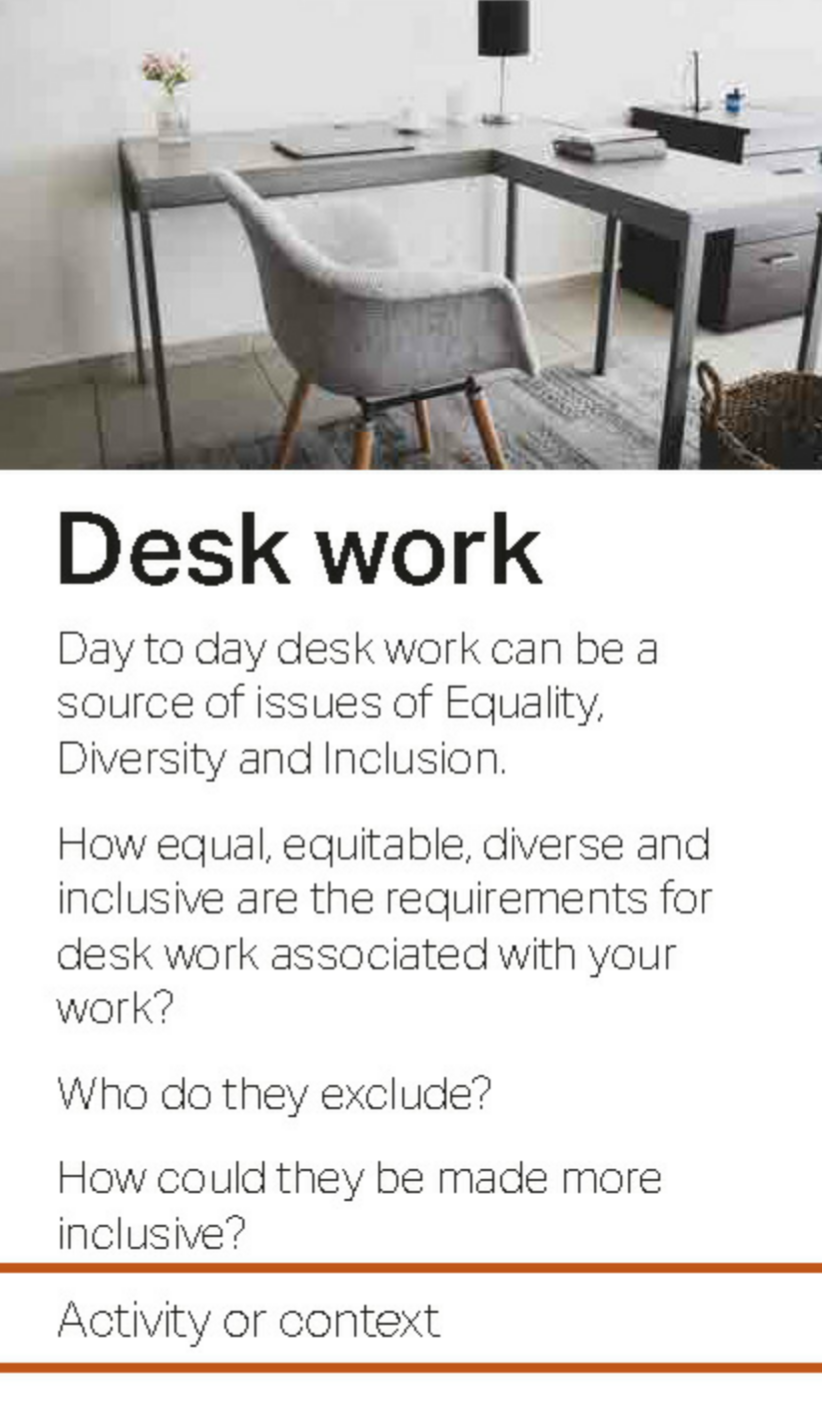 Desk work
Day to day desk work can be a
source of issues of Equality,
Diversity and Inclusion.
How equal, equitable, diverse and
inclusive are the requirements for
desk work associated with your
work?
Who do they exclude?
How could they be made more
inclusive?
Activity or context